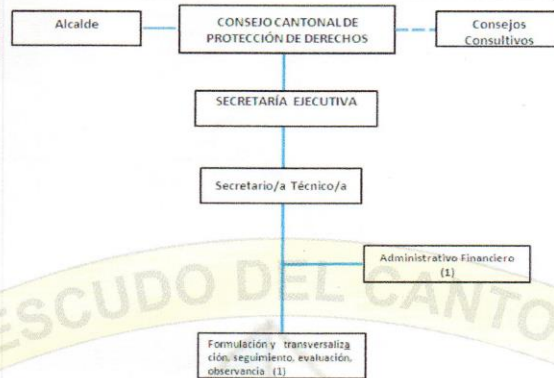 Alcalde
CONSEJO CANTONAL DE
PROTECCIÓN DE DERECHOS
Consejos
Consultivos
SECRETARÍA EJECUTIVA
Secretario/a Técnico/a
Administrativo Financiero
(1)
Formulación y transversaliza
ción, seguimiento, evaluación,
observancia (1)
ESCUDO DEL CANTO